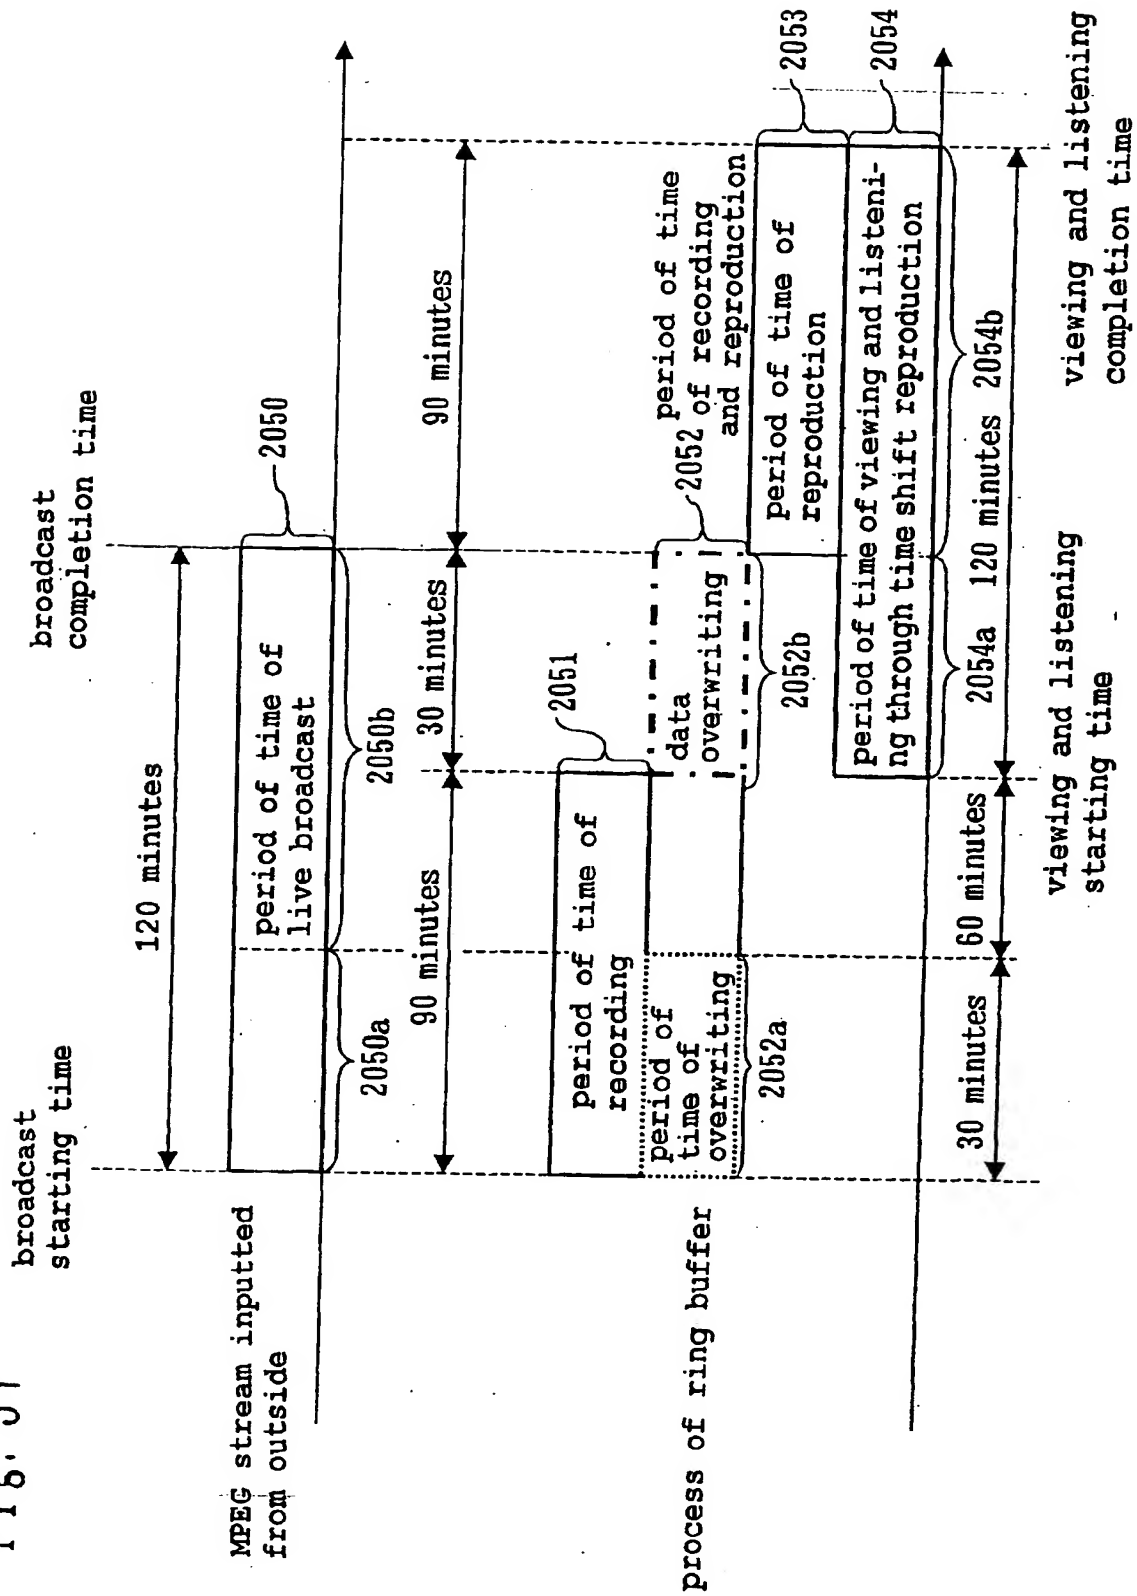 broadcast
starting time
broadcast
completion time
120 minutes
MPEG stream inputted
from outside
period of time of
live broadcast
2050
2050a
2050b
90 minutes
30 minutes
90 minutes
process of ring buffer
period of time of
recording
2051
period of
time of
overwriting
data
overwriting
2052a
2052b
period of time
2052 of recording
and reproduction
period of time of
reproduction
2053
period of time of viewing and listeni-
ng through time shift reproduction
2054
2054a
120 minutes
2054b
30 minutes
60 minutes
viewing and listening
starting time
viewing and listening
completion time